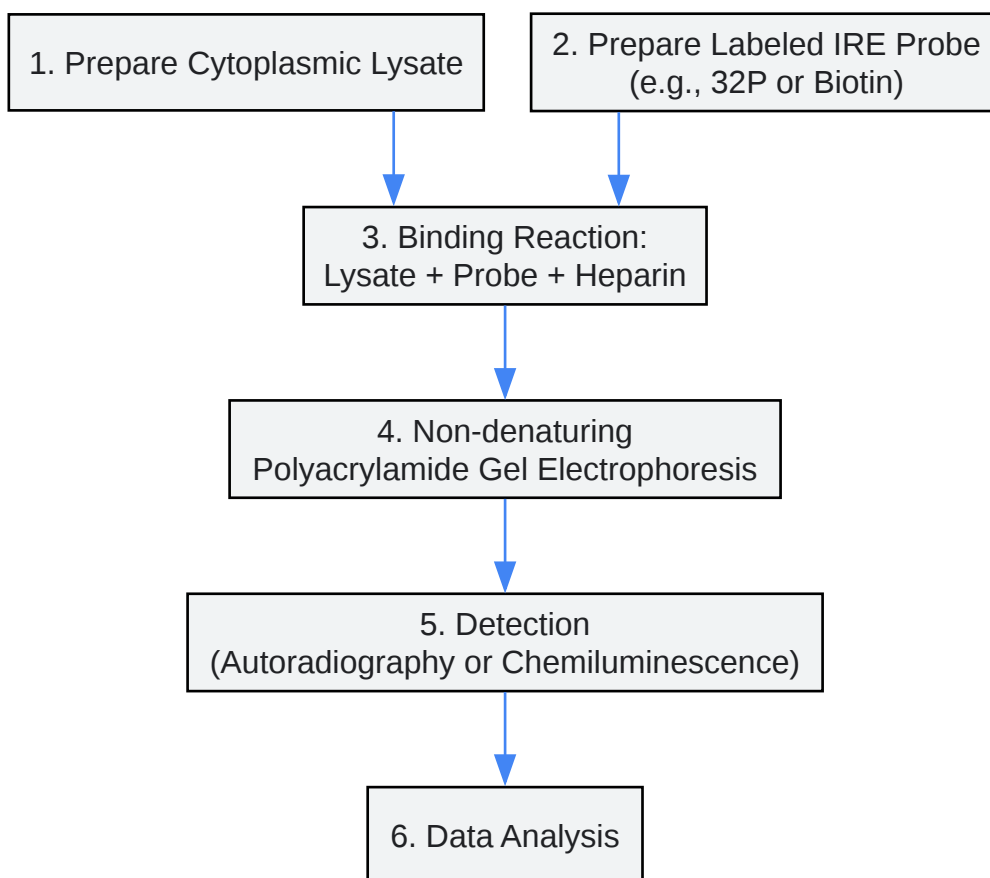 1. Prepare Cytoplasmic Lysate
2. Prepare Labeled IRE Probe
(e.g., 32P or Biotin)
3. Binding Reaction:
Lysate + Probe + Heparin
4. Non-denaturing
Polyacrylamide Gel Electrophoresis
5. Detection
(Autoradiography or Chemiluminescence)
6. Data Analysis